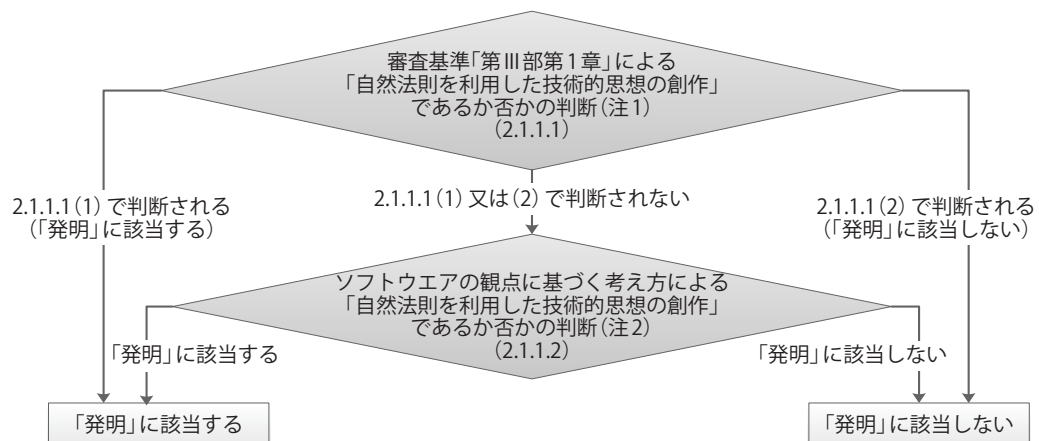 審査基準「第Ⅲ部第1章」による
「自然法則を利用した技術的思想の創作」
であるか否かの判断(注1)
(2.1.1.1)
2.1.1.1(1)で判断される
(「発明」に該当する)
2.1.1.1(1)又は(2)で判断されない
2.1.1.1(2)で判断される
(「発明」に該当しない)
ソフトウエアの観点に基づく考え方による
「自然法則を利用した技術的思想の創作」
であるか否かの判断(注2)
(2.1.1.2)
「発明」に該当する
「発明」に該当しない
「発明」に該当する
「発明」に該当しない